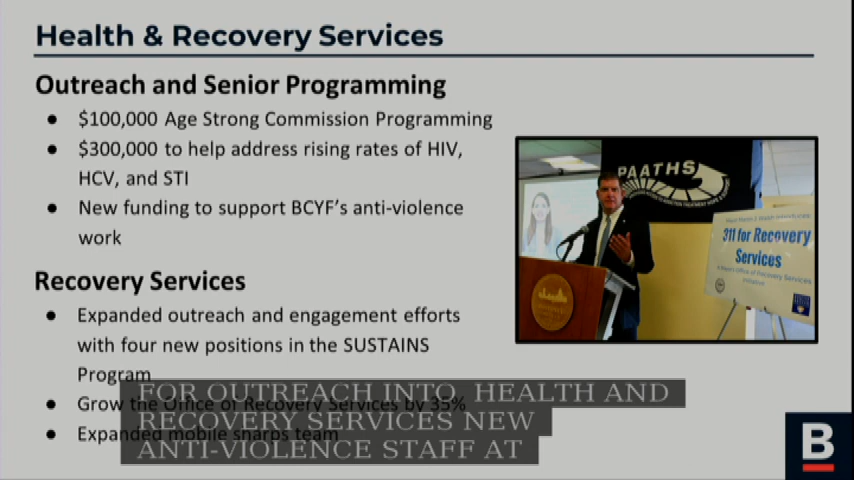 Health & Recovery Services
Outreach and Senior Programming
● $100,000 Age Strong Commission Programming
● $300,000 to help address rising rates of HIV,
HCV, and STI
● New funding to support BCYF's anti-violence
work
Recovery Services
● Expanded outreach and engagement efforts
with four new positions in the SUSTAINS
Program
● Grow the Office of Recovery Services by 35%
● Expanded mobile sharps team
FOR OUTREACH INTO HEALTH AND
RECOVERY SERVICES NEW
ANTI-VIOLENCE STAFF AT
PAATHS
311 for Recovery
Services
B